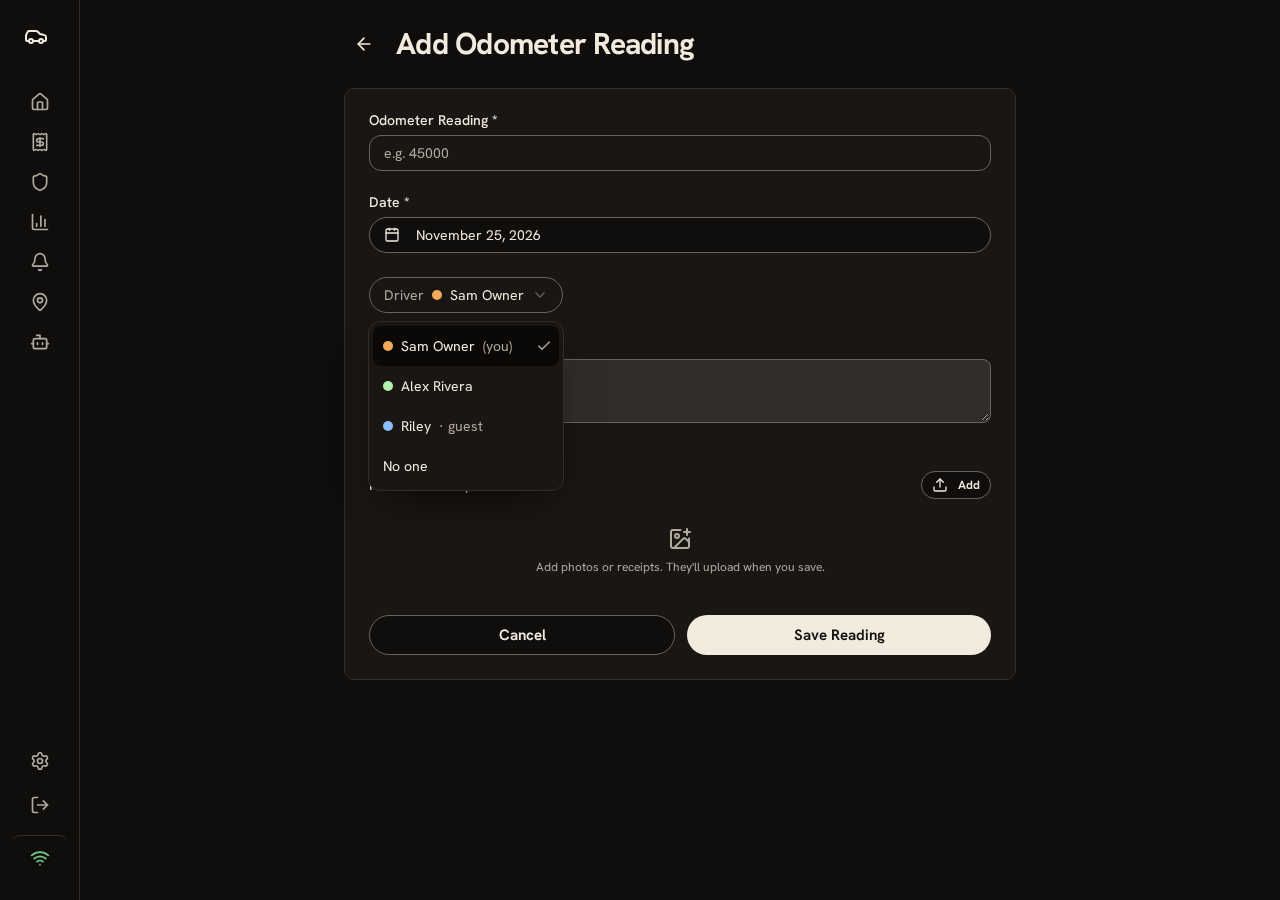 Add Odometer Reading
Odometer Reading *
e.g. 45000
Date *
November 25, 2026
Driver Sam Owner
Sam Owner (you)
Alex Rivera
Riley · guest
No one
Add
Add photos or receipts. They'll upload when you save.
Cancel
Save Reading